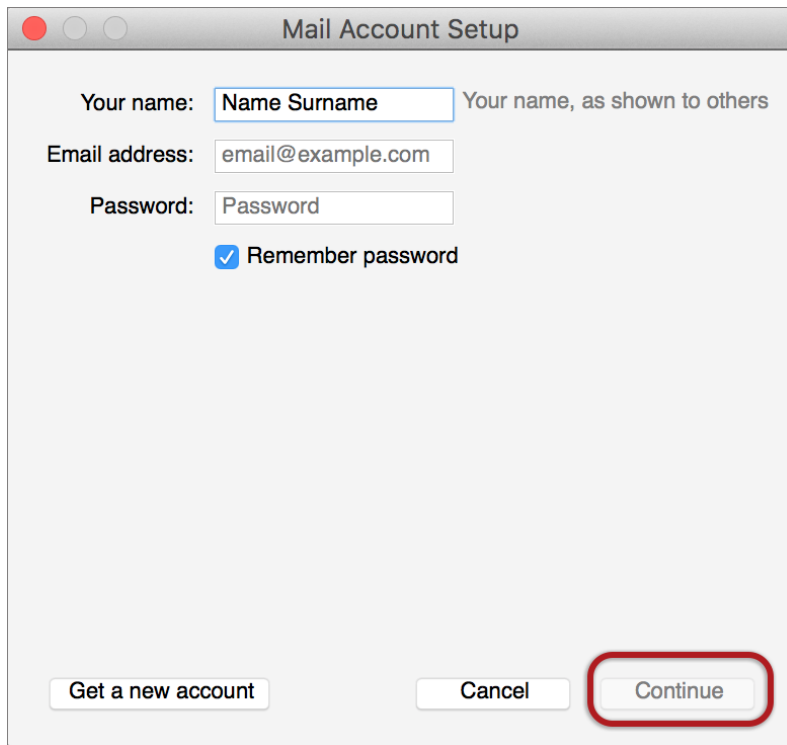 Mail Account Setup
Your name: Name Surname Your name, as shown to others
Email address: email@example.com
Password: Password
Remember password
Get a new account Cancel Continue